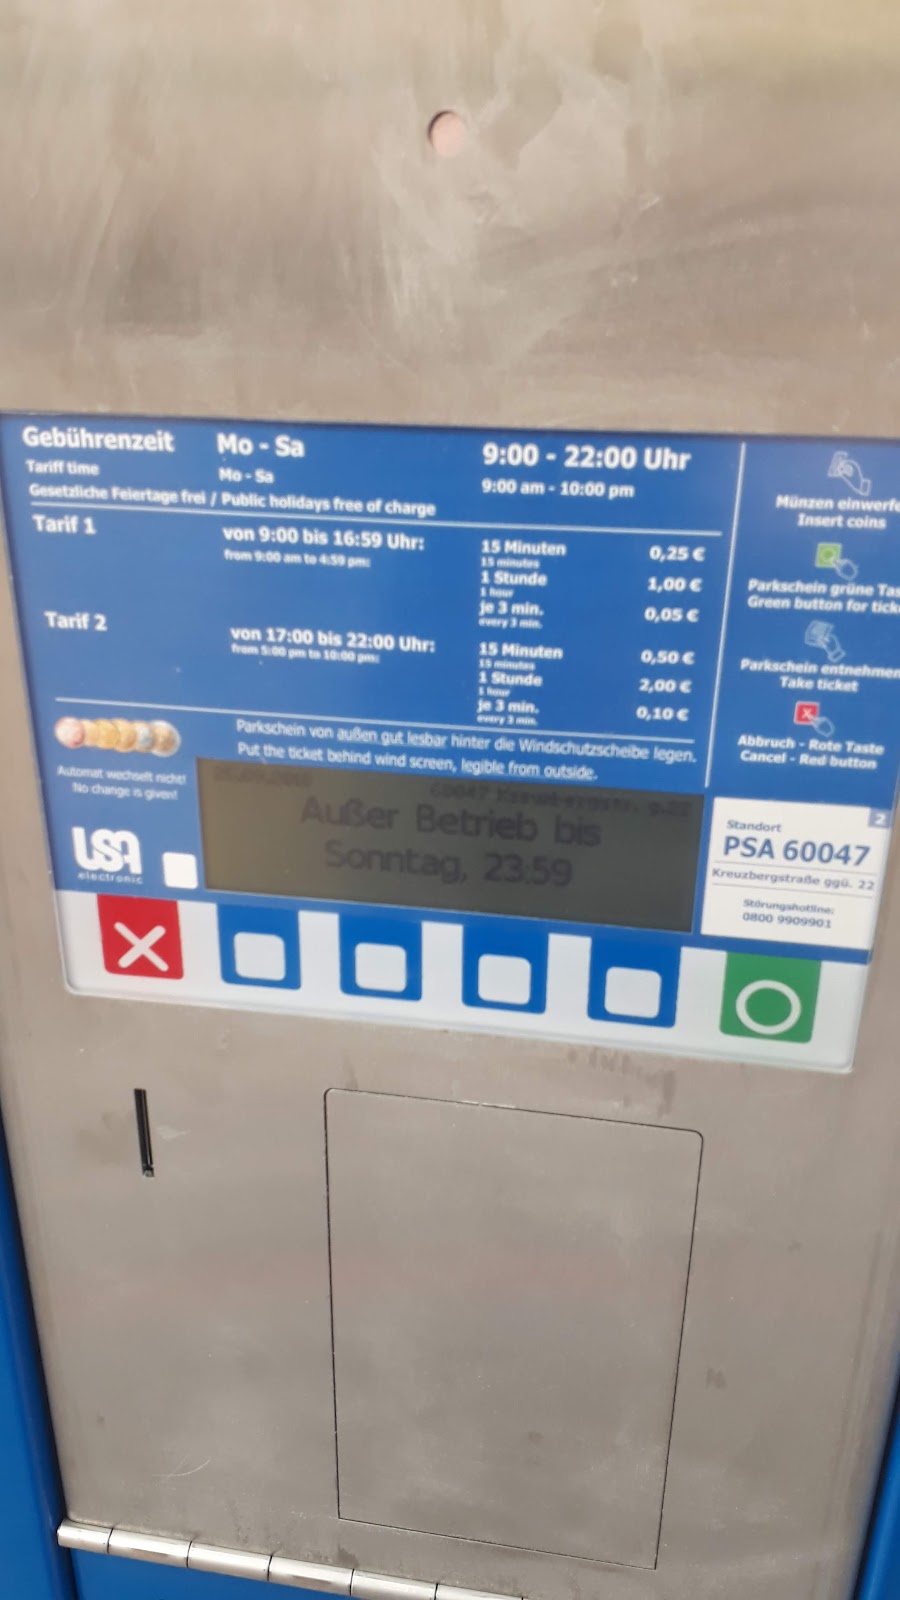 Gebührenzeit Mo - Sa 9:00 - 22:00 Uhr
Tariff time Mo - Sa 9:00 am - 10:00 pm
Gesetzliche Feiertage frei / Public holidays free of charge
Tarif 1 von 9:00 bis 16:59 Uhr: 15 Minuten 0,25 €
from 9:00 am to 4:59 pm: 15 minutes
1 Stunde 1,00 €
1 hour
je 3 min. 0,05 €
every 3 min.
Tarif 2 von 17:00 bis 22:00 Uhr: 15 Minuten 0,50 €
from 5:00 pm to 10:00 pm: 15 minutes
1 Stunde 2,00 €
1 hour
je 3 min. 0,10 €
every 3 min.
Parkschein von außen gut lesbar hinter die Windschutzscheibe legen.
Put the ticket behind wind screen, legible from outside.
Münzen einwerfe
Insert coins
Parkschein grüne Tas
Green button for ticke
Parkschein entnehmen
Take ticket
Abbruch - Rote Taste
Cancel - Red button
Automat wechselt nicht!
No change is given!
LSA
electronic
Außer Betrieb bis
Sonntag, 23:59
2
Standort
PSA 60047
Kreuzbergstraße ggü. 22
Störungshotline:
0800 9909901